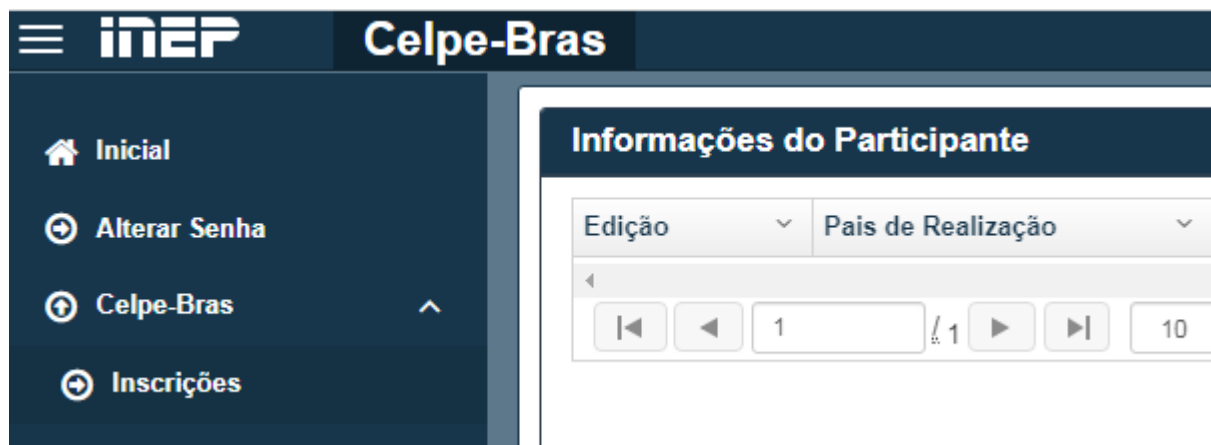 INEP Celpe-Bras
Inicial
Alterar Senha
Celpe-Bras
Inscrições
Informações do Participante
Edição Pais de Realização
1 / 1 10